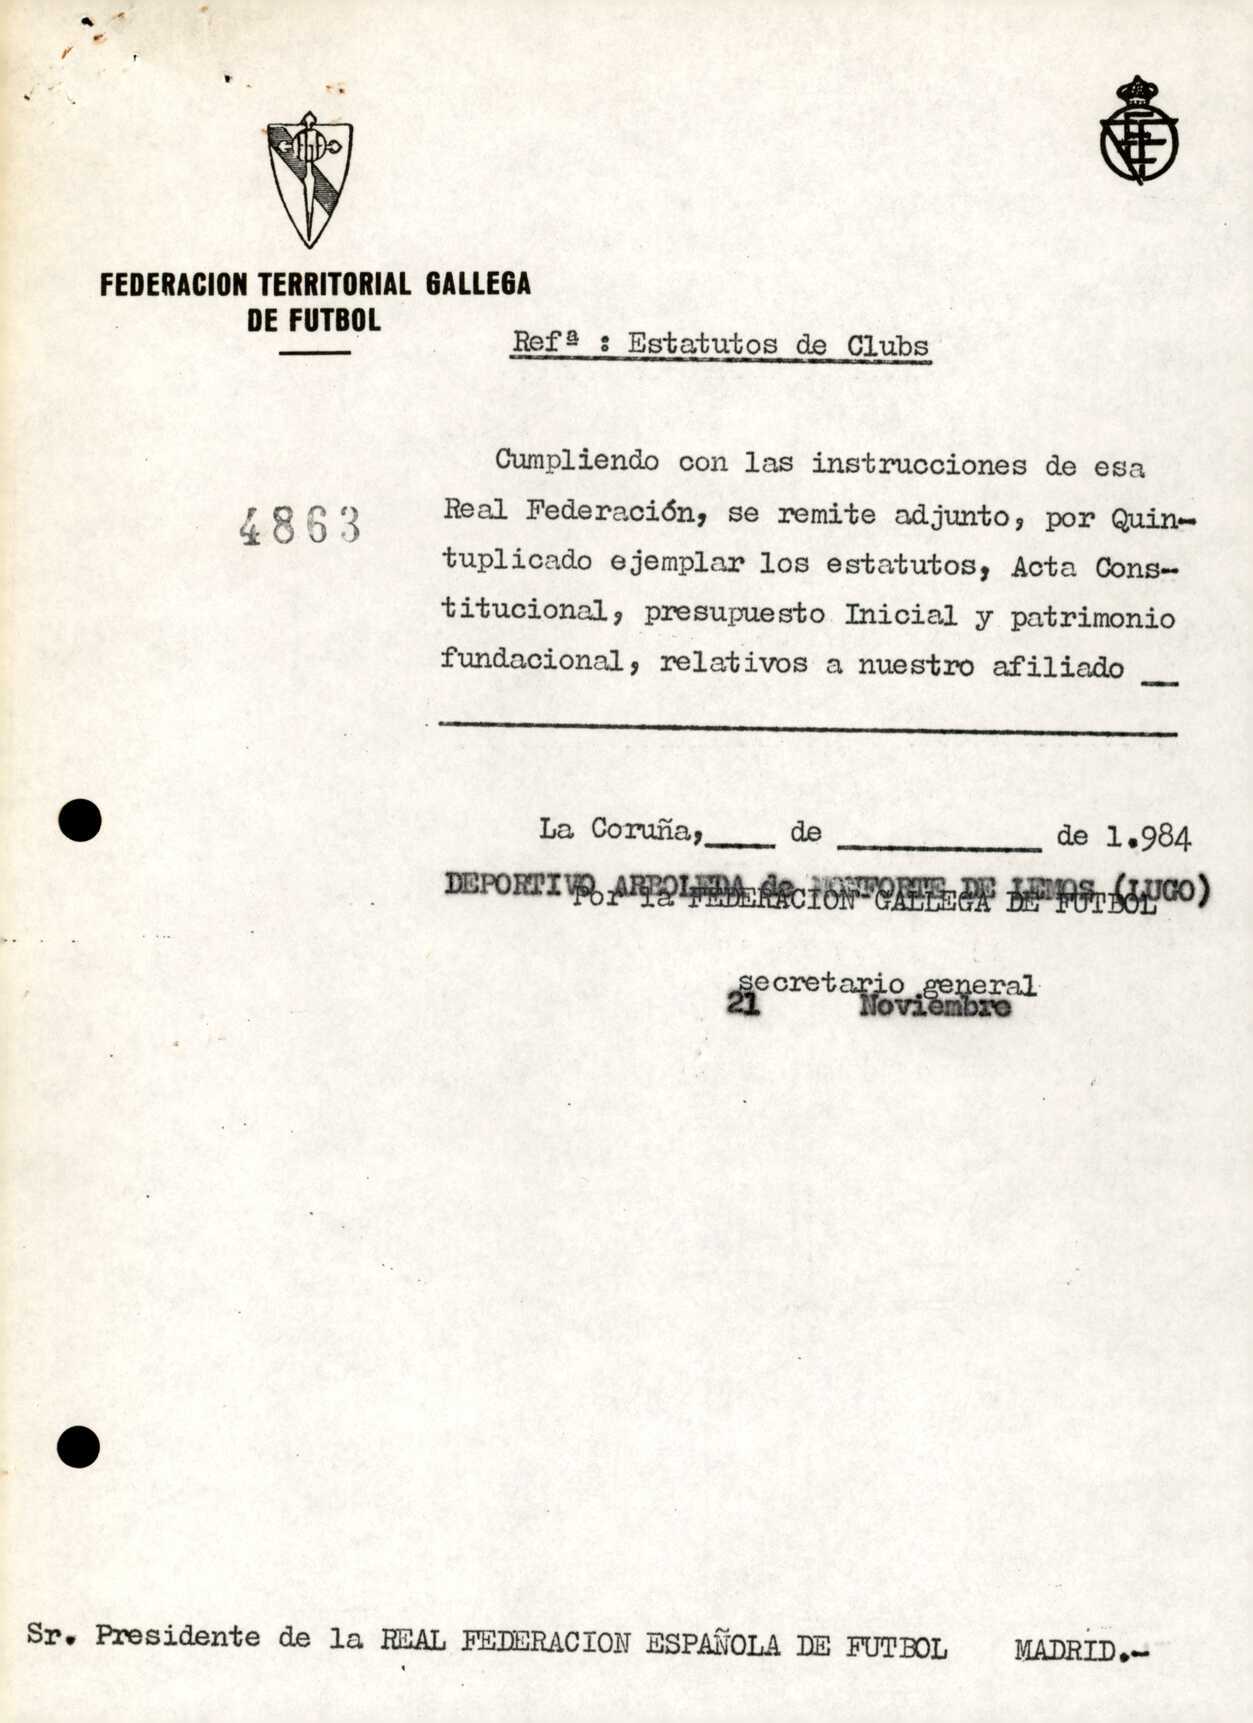 FEDERACION TERRITORIAL GALLEGA
DE FUTBOL
Refª : Estatutos de Clubs
Cumpliendo con las instrucciones de esa
4863
Real Federación, se remite adjunto, por Quin-
tuplicado ejemplar los estatutos, Acta Cons-
titucional, presupuesto Inicial y patrimonio
fundacional, relativos a nuestro afiliado __
La Coruña,____ de ____________ de 1.984
DEPORTIVO ARBOLEDA de MONFORTE DE LEMOS (LUGO)
Por la FEDERACION GALLEGA DE FUTBOL
secretario general
21 Noviembre
Sr. Presidente de la REAL FEDERACION ESPAÑOLA DE FUTBOL MADRID.-